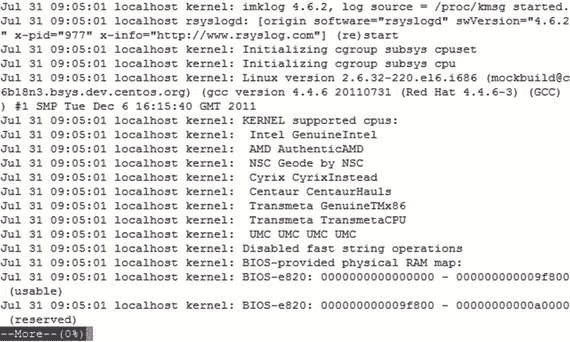 Jul 31 09:05:01 localhost kernel: imklog 4.6.2, log source = /proc/kmsg started.
Jul 31 09:05:01 localhost rsyslogd: [origin software="rsyslogd" swVersion="4.6.2
" x-pid="977" x-info="http://www.rsyslog.com"] (re)start
Jul 31 09:05:01 localhost kernel: Initializing cgroup subsys cpuset
Jul 31 09:05:01 localhost kernel: Initializing cgroup subsys cpu
Jul 31 09:05:01 localhost kernel: Linux version 2.6.32-220.el6.i686 (mockbuild@c
6b18n3.bsys.dev.centos.org) (gcc version 4.4.6 20110731 (Red Hat 4.4.6-3) (GCC)
) #1 SMP Tue Dec 6 16:15:40 GMT 2011
Jul 31 09:05:01 localhost kernel: KERNEL supported cpus:
Jul 31 09:05:01 localhost kernel:  Intel GenuineIntel
Jul 31 09:05:01 localhost kernel:  AMD AuthenticAMD
Jul 31 09:05:01 localhost kernel:  NSC Geode by NSC
Jul 31 09:05:01 localhost kernel:  Cyrix CyrixInstead
Jul 31 09:05:01 localhost kernel:  Centaur CentaurHauls
Jul 31 09:05:01 localhost kernel:  Transmeta GenuineTMx86
Jul 31 09:05:01 localhost kernel:  Transmeta TransmetaCPU
Jul 31 09:05:01 localhost kernel:  UMC UMC UMC UMC
Jul 31 09:05:01 localhost kernel: Disabled fast string operations
Jul 31 09:05:01 localhost kernel: BIOS-provided physical RAM map:
Jul 31 09:05:01 localhost kernel: BIOS-e820: 0000000000000000 - 000000000009f800
 (usable)
Jul 31 09:05:01 localhost kernel: BIOS-e820: 000000000009f800 - 00000000000a0000
 (reserved)
--More--(0%)